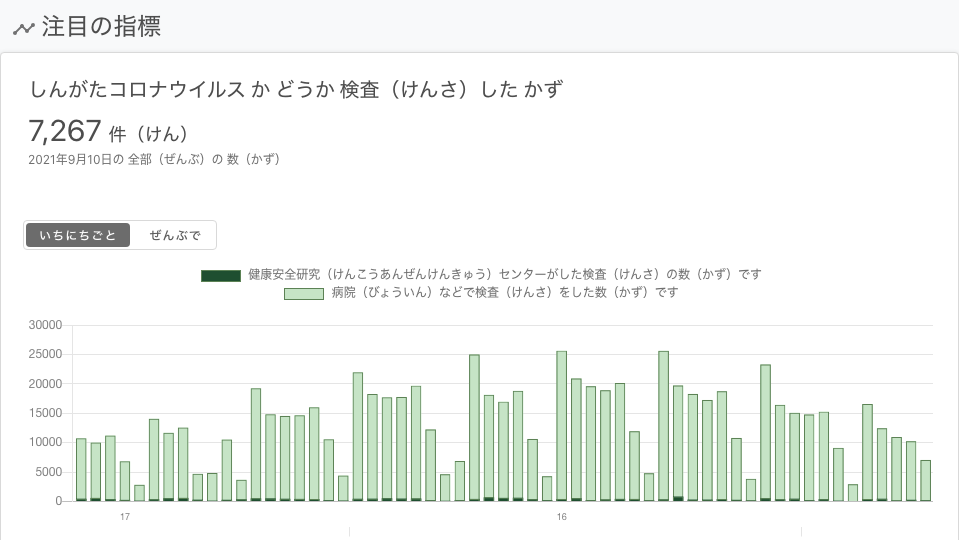 注目の指標
しんがたコロナウイルス か どうか 検査（けんさ）した かず
7,267 件（けん）
2021年9月10日の 全部（ぜんぶ）の 数（かず）
いちにちごと ぜんぶで
健康安全研究（けんこうあんぜんけんきゅう）センターがした検査（けんさ）の数（かず）です
病院（びょういん）などで検査（けんさ）をした数（かず）です
30000
25000
20000
15000
10000
5000
0
17 16